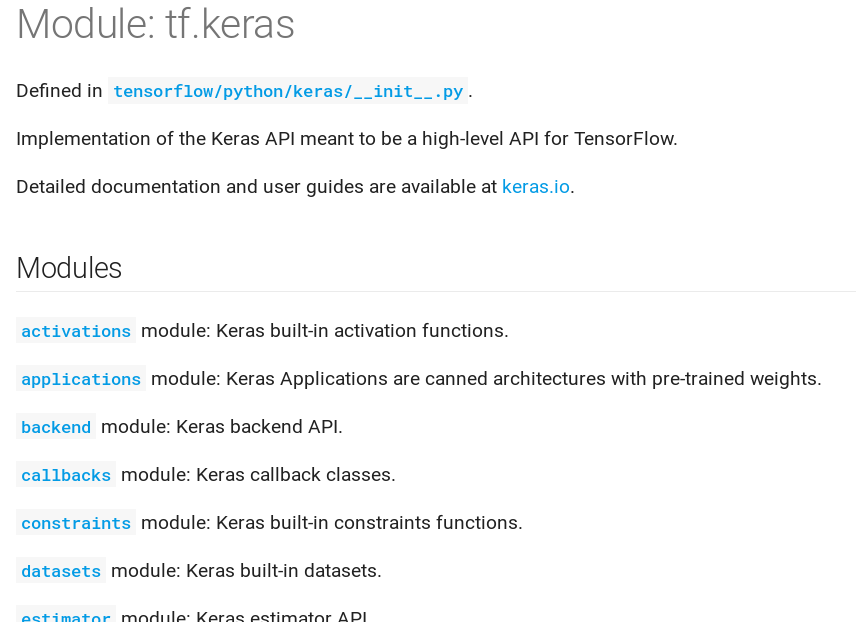 Module: tf.keras
Defined in tensorflow/python/keras/__init__.py.
Implementation of the Keras API meant to be a high-level API for TensorFlow.
Detailed documentation and user guides are available at keras.io.
Modules
activations module: Keras built-in activation functions.
applications module: Keras Applications are canned architectures with pre-trained weights.
backend module: Keras backend API.
callbacks module: Keras callback classes.
constraints module: Keras built-in constraints functions.
datasets module: Keras built-in datasets.
estimator module: Keras estimator API